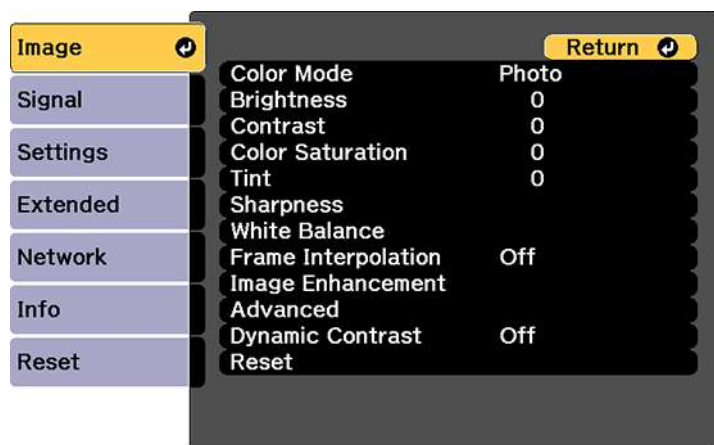 Image
Signal
Settings
Extended
Network
Info
Reset
Return
Color Mode Photo
Brightness 0
Contrast 0
Color Saturation 0
Tint 0
Sharpness
White Balance
Frame Interpolation Off
Image Enhancement
Advanced
Dynamic Contrast Off
Reset